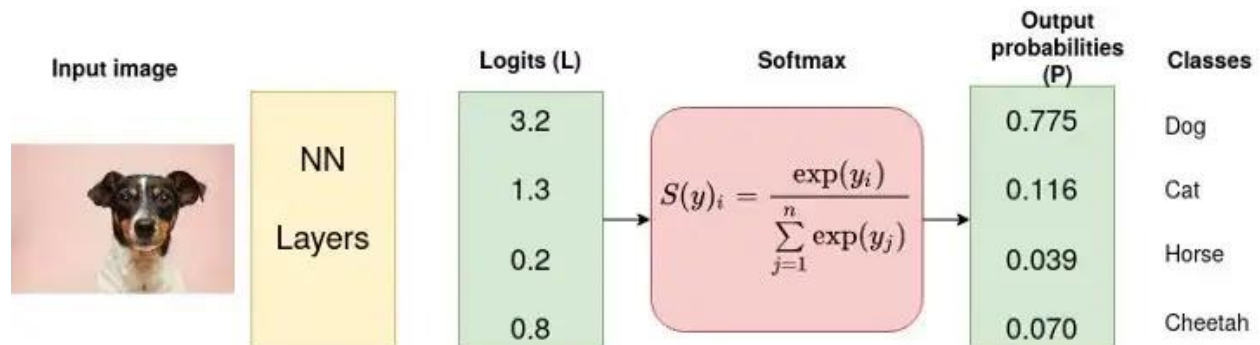 Input image
Logits (L)
Softmax
Output
probabilities
(P)
Classes
NN
Layers
3.2
1.3
0.2
0.8
S(y)_i = exp(y_i) / ∑_{j=1}^{n} exp(y_j)
0.775
0.116
0.039
0.070
Dog
Cat
Horse
Cheetah